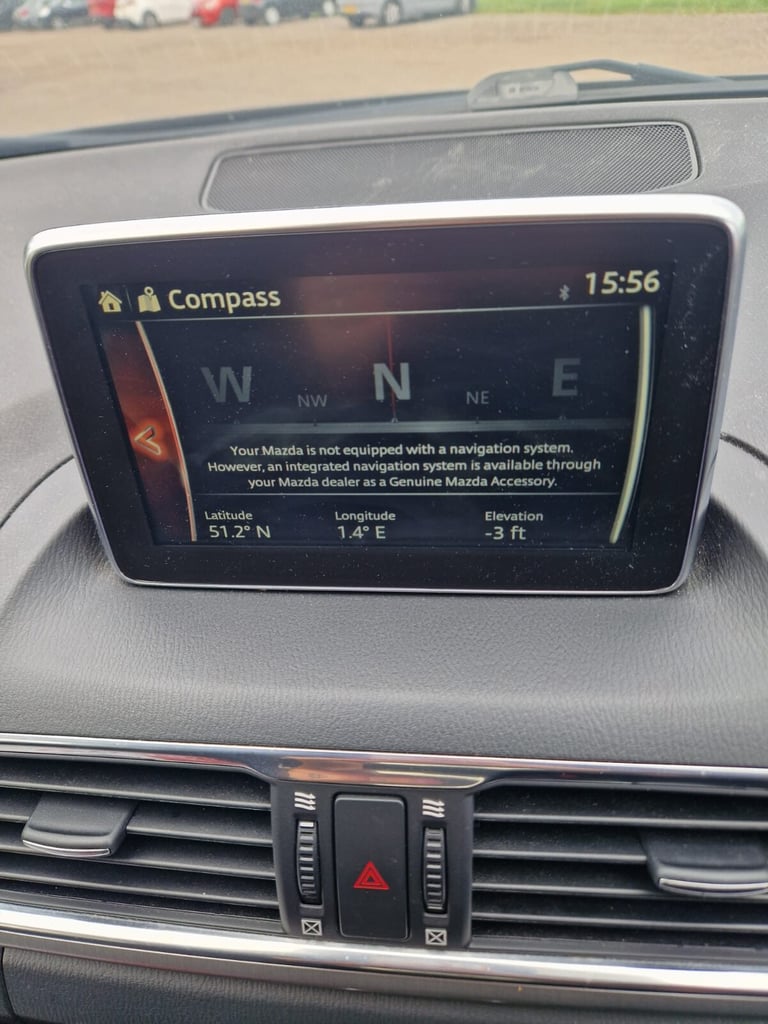 Compass
15:56
W NW N NE E
Your Mazda is not equipped with a navigation system.
However, an integrated navigation system is available through
your Mazda dealer as a Genuine Mazda Accessory.
Latitude Longitude Elevation
51.2° N 1.4° E -3 ft